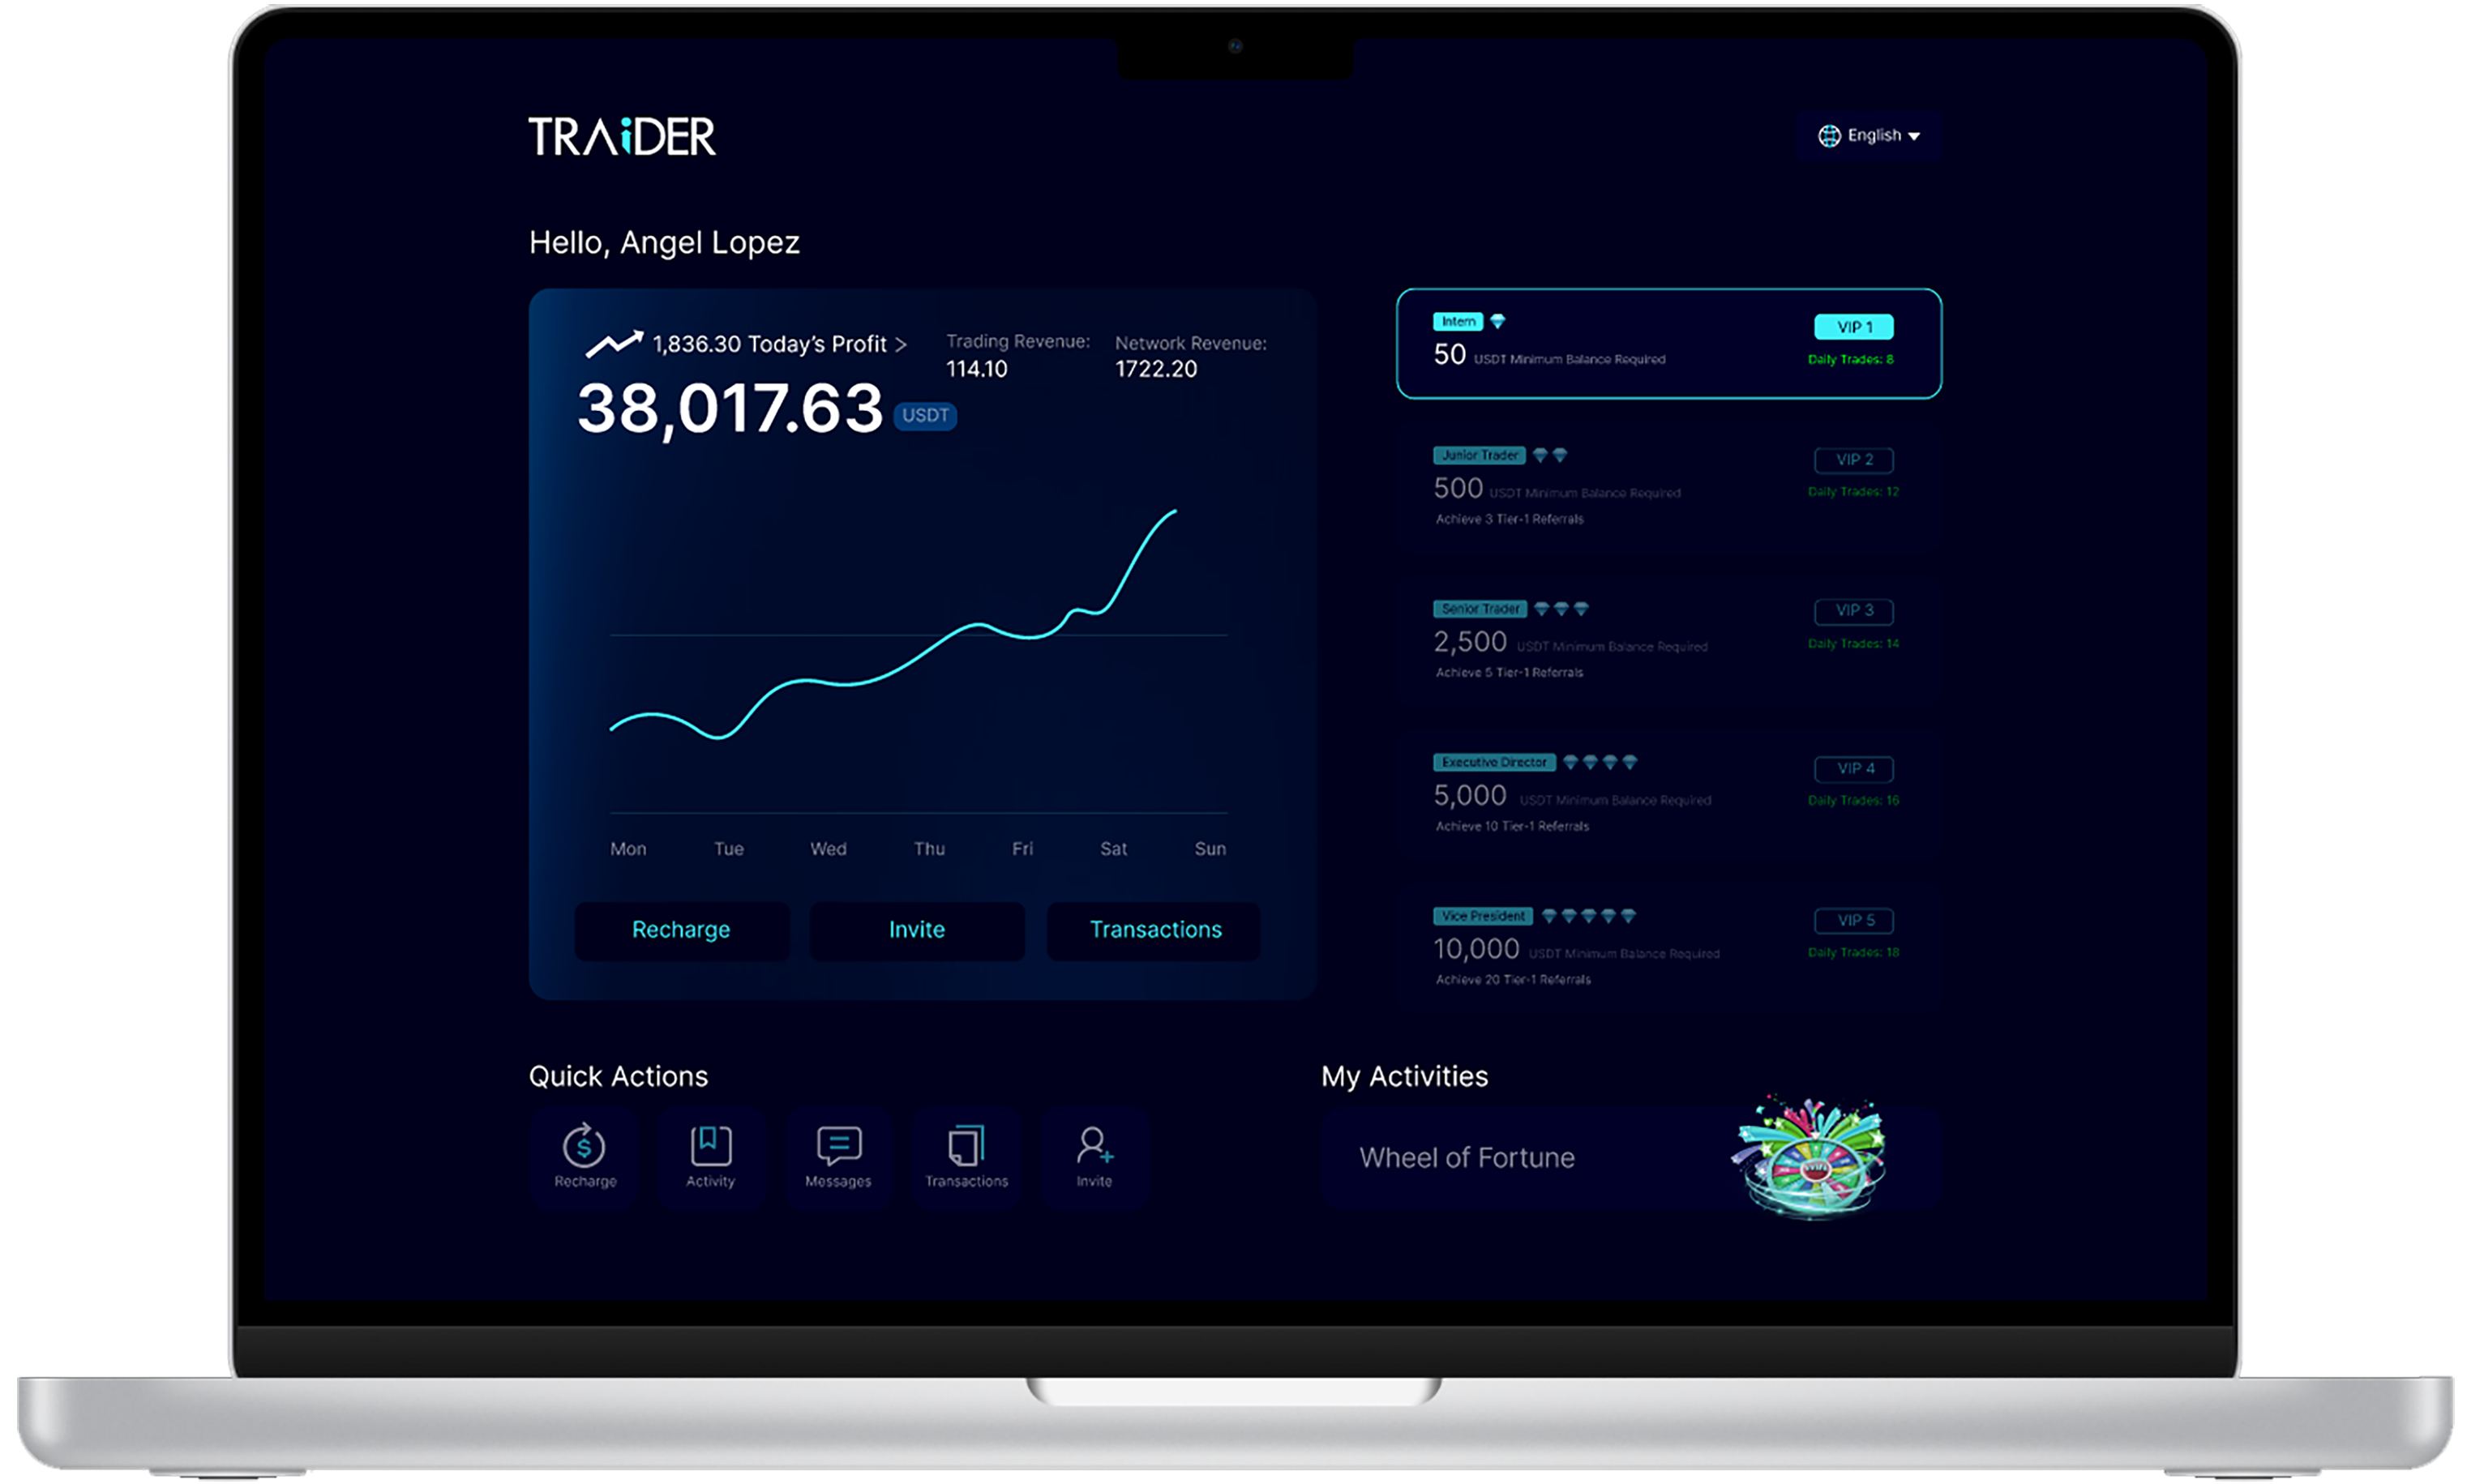 TRAiDER
English
Hello, Angel Lopez
1,836.30 Today's Profit >
Trading Revenue:
114.10
Network Revenue:
1722.20
38,017.63 USDT
Mon Tue Wed Thu Fri Sat Sun
Recharge Invite Transactions
Intern
VIP 1
50 USDT Minimum Balance Required
Daily Trades: 8
Junior Trader
VIP 2
500 USDT Minimum Balance Required
Daily Trades: 12
Achieve 3 Tier-1 Referrals
Senior Trader
VIP 3
2,500 USDT Minimum Balance Required
Daily Trades: 14
Achieve 5 Tier-1 Referrals
Executive Director
VIP 4
5,000 USDT Minimum Balance Required
Daily Trades: 16
Achieve 10 Tier-1 Referrals
Vice President
VIP 5
10,000 USDT Minimum Balance Required
Daily Trades: 18
Achieve 20 Tier-1 Referrals
Quick Actions
Recharge Activity Messages Transactions Invite
My Activities
Wheel of Fortune